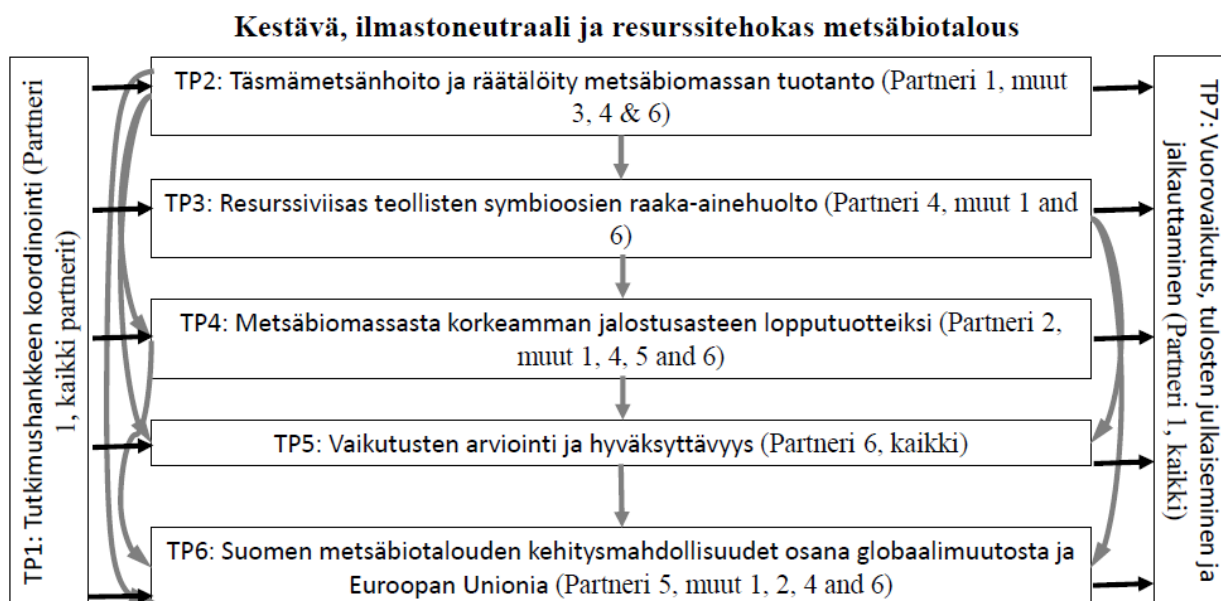 Kestävä, ilmastoneutraali ja resurssitehokas metsäbiotalous
TP1: Tutkimushankkeen koordinointi (Partneri
1, kaikki partnerit)
TP2: Täsmämetsänhoito ja räätälöity metsäbiomassan tuotanto (Partneri 1, muut
3, 4 & 6)
TP3: Resurssiviisas teollisten symbioosien raaka-ainehuolto (Partneri 4, muut 1 and
6)
TP4: Metsäbiomassasta korkeamman jalostusasteen lopputuotteiksi (Partneri 2,
muut 1, 4, 5 and 6)
TP5: Vaikutusten arviointi ja hyväksyttävyys (Partneri 6, kaikki)
TP6: Suomen metsäbiotalouden kehitysmahdollisuudet osana globaalimuutosta ja
Euroopan Unionia (Partneri 5, muut 1, 2, 4 and 6)
TP7: Vuorovaikutus, tulosten julkaiseminen ja
jalkauttaminen (Partneri 1, kaikki)